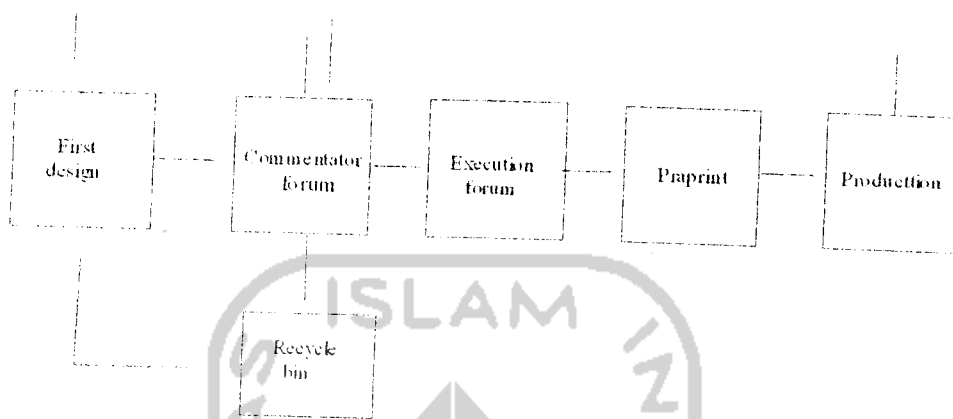 First
design
Commentator
forum
Execution
forum
Praprint
Producttion
Recycle
bin
ISLAM